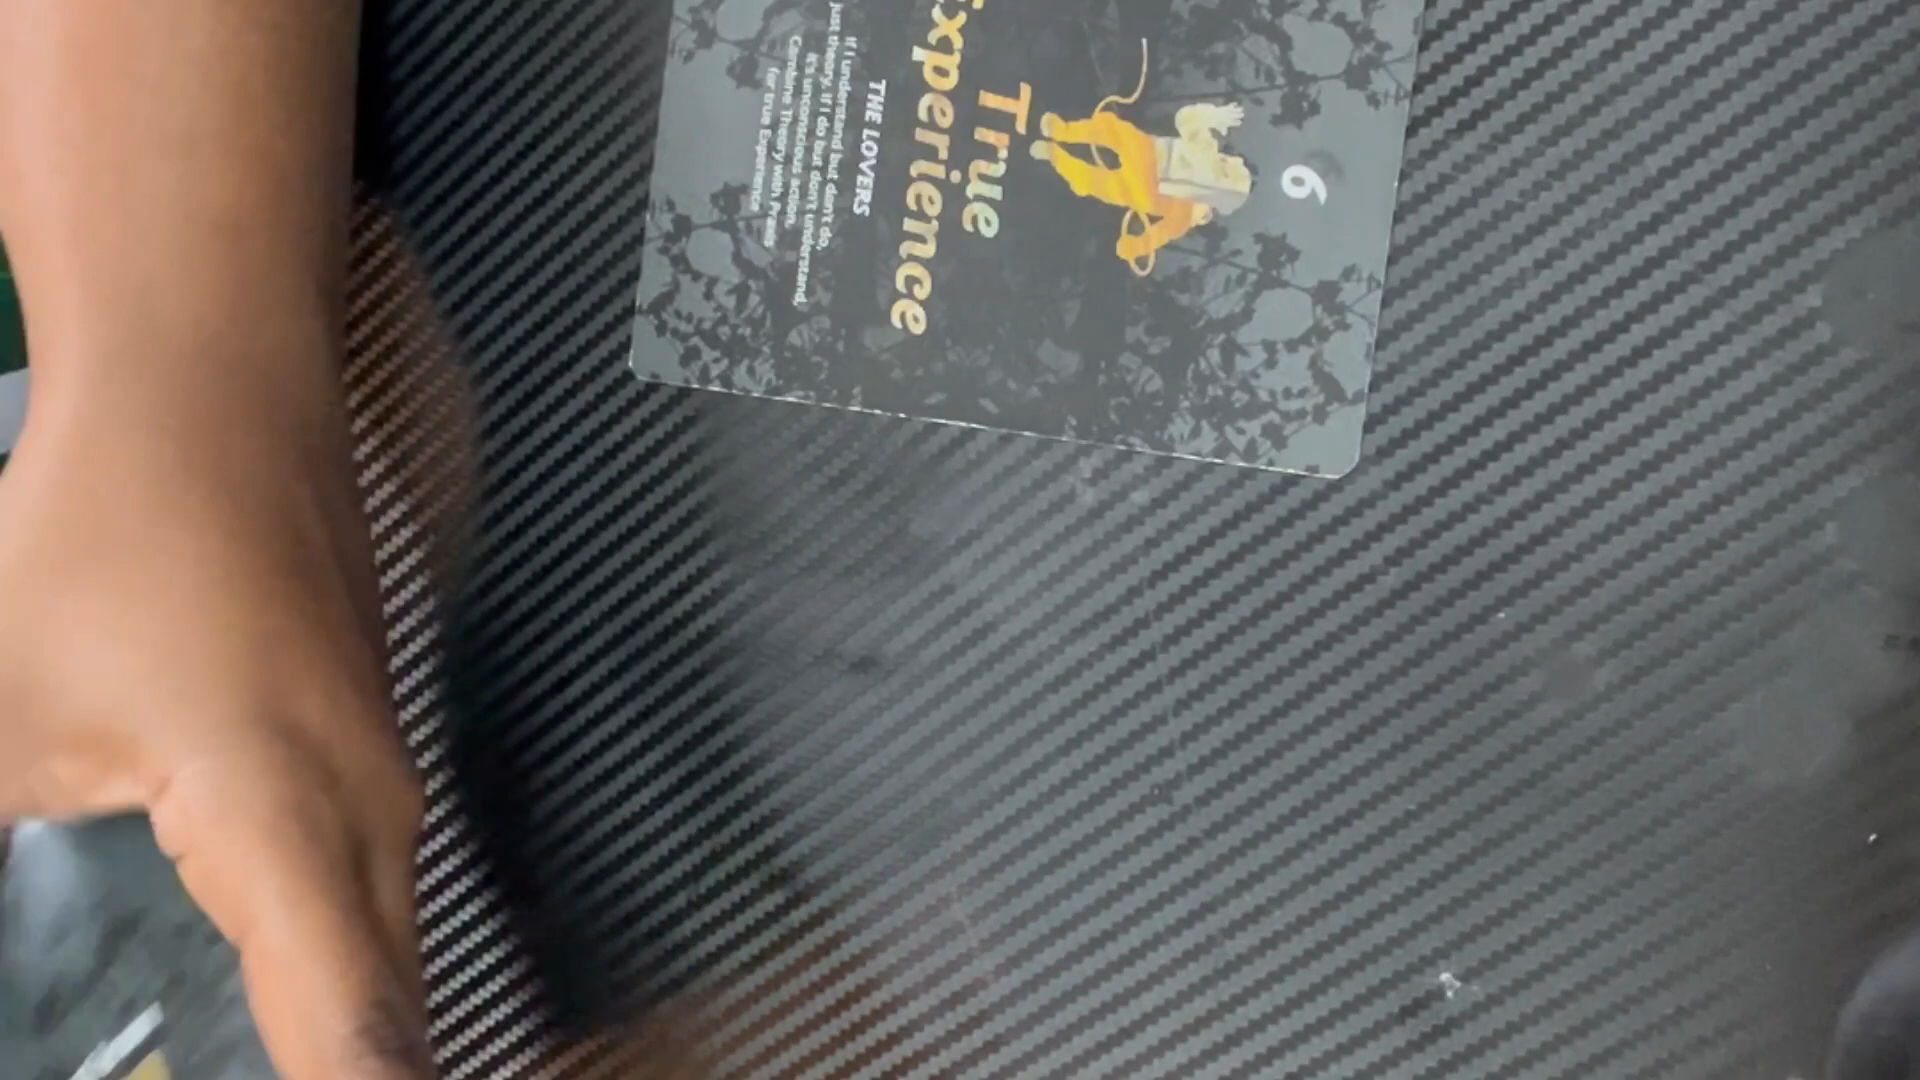 6
True
Experience
THE LOVERS
If I understand but don't do,
just theory. If I do but don't understand,
it's unconscious action.
Combine Theory with Praxis
for true Experience